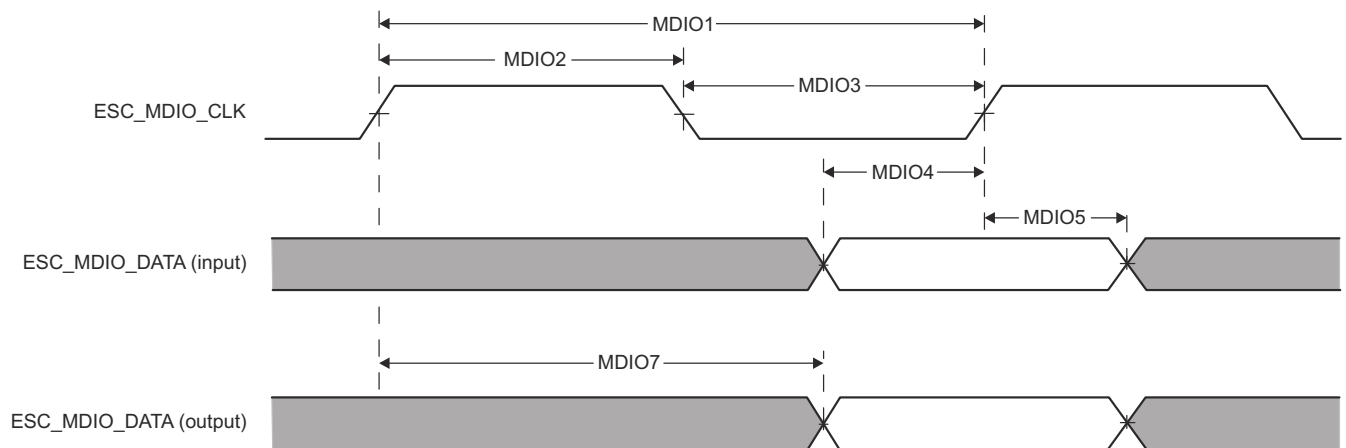 MDIO1
MDIO2
MDIO3
ESC_MDIO_CLK
MDIO4
MDIO5
ESC_MDIO_DATA (input)
MDIO7
ESC_MDIO_DATA (output)